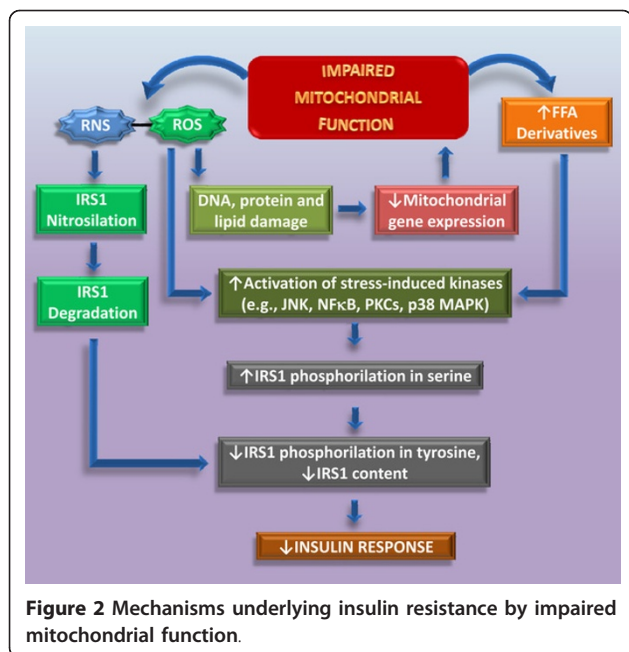 IMPAIRED
MITOCHONDRIAL
FUNCTION
RNS
ROS
↑FFA
Derivatives
IRS1
Nitrosilation
DNA, protein and
lipid damage
↓Mitochondrial
gene expression
IRS1
Degradation
↑Activation of stress-induced kinases
(e.g., JNK, NFκB, PKCs, p38 MAPK)
↑IRS1 phosphorilation in serine
↓IRS1 phosphorilation in tyrosine,
↓IRS1 content
↓INSULIN RESPONSE
Figure 2 Mechanisms underlying insulin resistance by impaired
mitochondrial function.